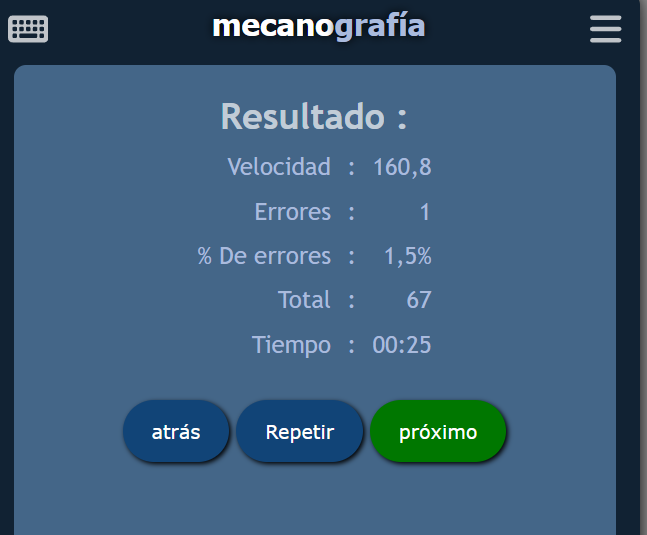 mecanografía
Resultado :
Velocidad : 160,8
Errores : 1
% De errores : 1,5%
Total : 67
Tiempo : 00:25
atrás Repetir próximo